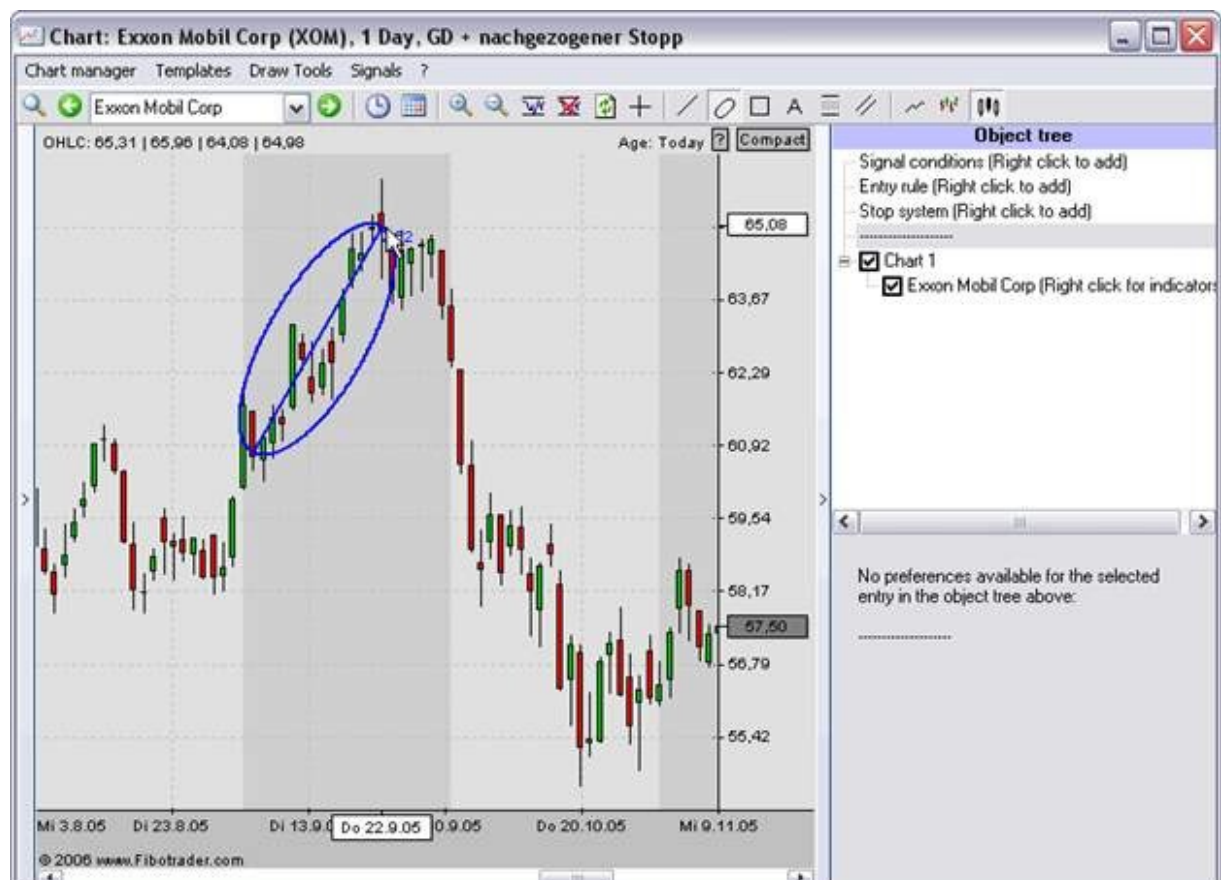 Chart: Exxon Mobil Corp (XOM), 1 Day, GD + nachgezogener Stopp
Chart manager Templates Draw Tools Signals ?
Exxon Mobil Corp A
OHLC: 65,31 | 65,96 | 64,08 | 64,98 Age: Today ? Compact
Object tree
Signal conditions (Right click to add)
Entry rule (Right click to add)
Stop system (Right click to add)
Chart 1
Exxon Mobil Corp (Right click for indicators
65,08
63,67
62,29
60,92
59,54
58,17
57,50
56,79
55,42
No preferences available for the selected
entry in the object tree above:
Mi 3.8.05 Di 23.8.05 Di 13.9.0 Do 22.9.05 0.9.05 Do 20.10.05 Mi 9.11.05
© 2006 www.Fibotrader.com